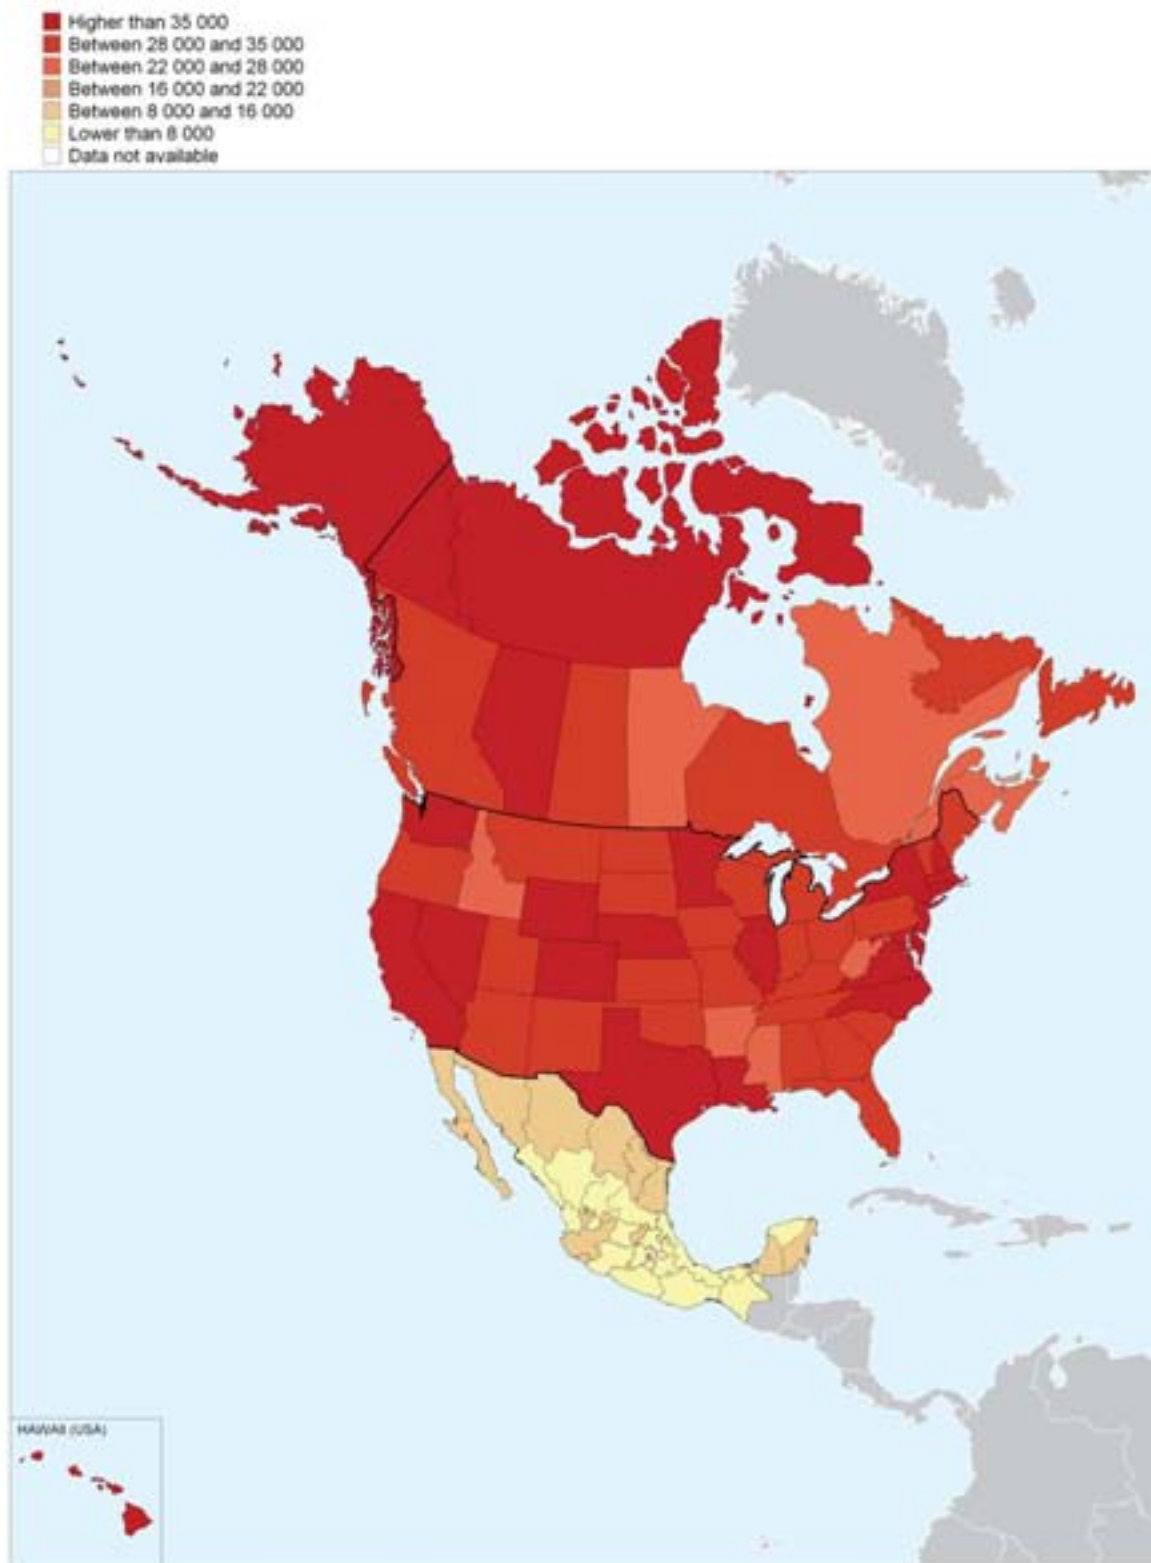 Higher than 35 000
Between 28 000 and 35 000
Between 22 000 and 28 000
Between 16 000 and 22 000
Between 8 000 and 16 000
Lower than 8 000
Data not available
HAWAII (USA)